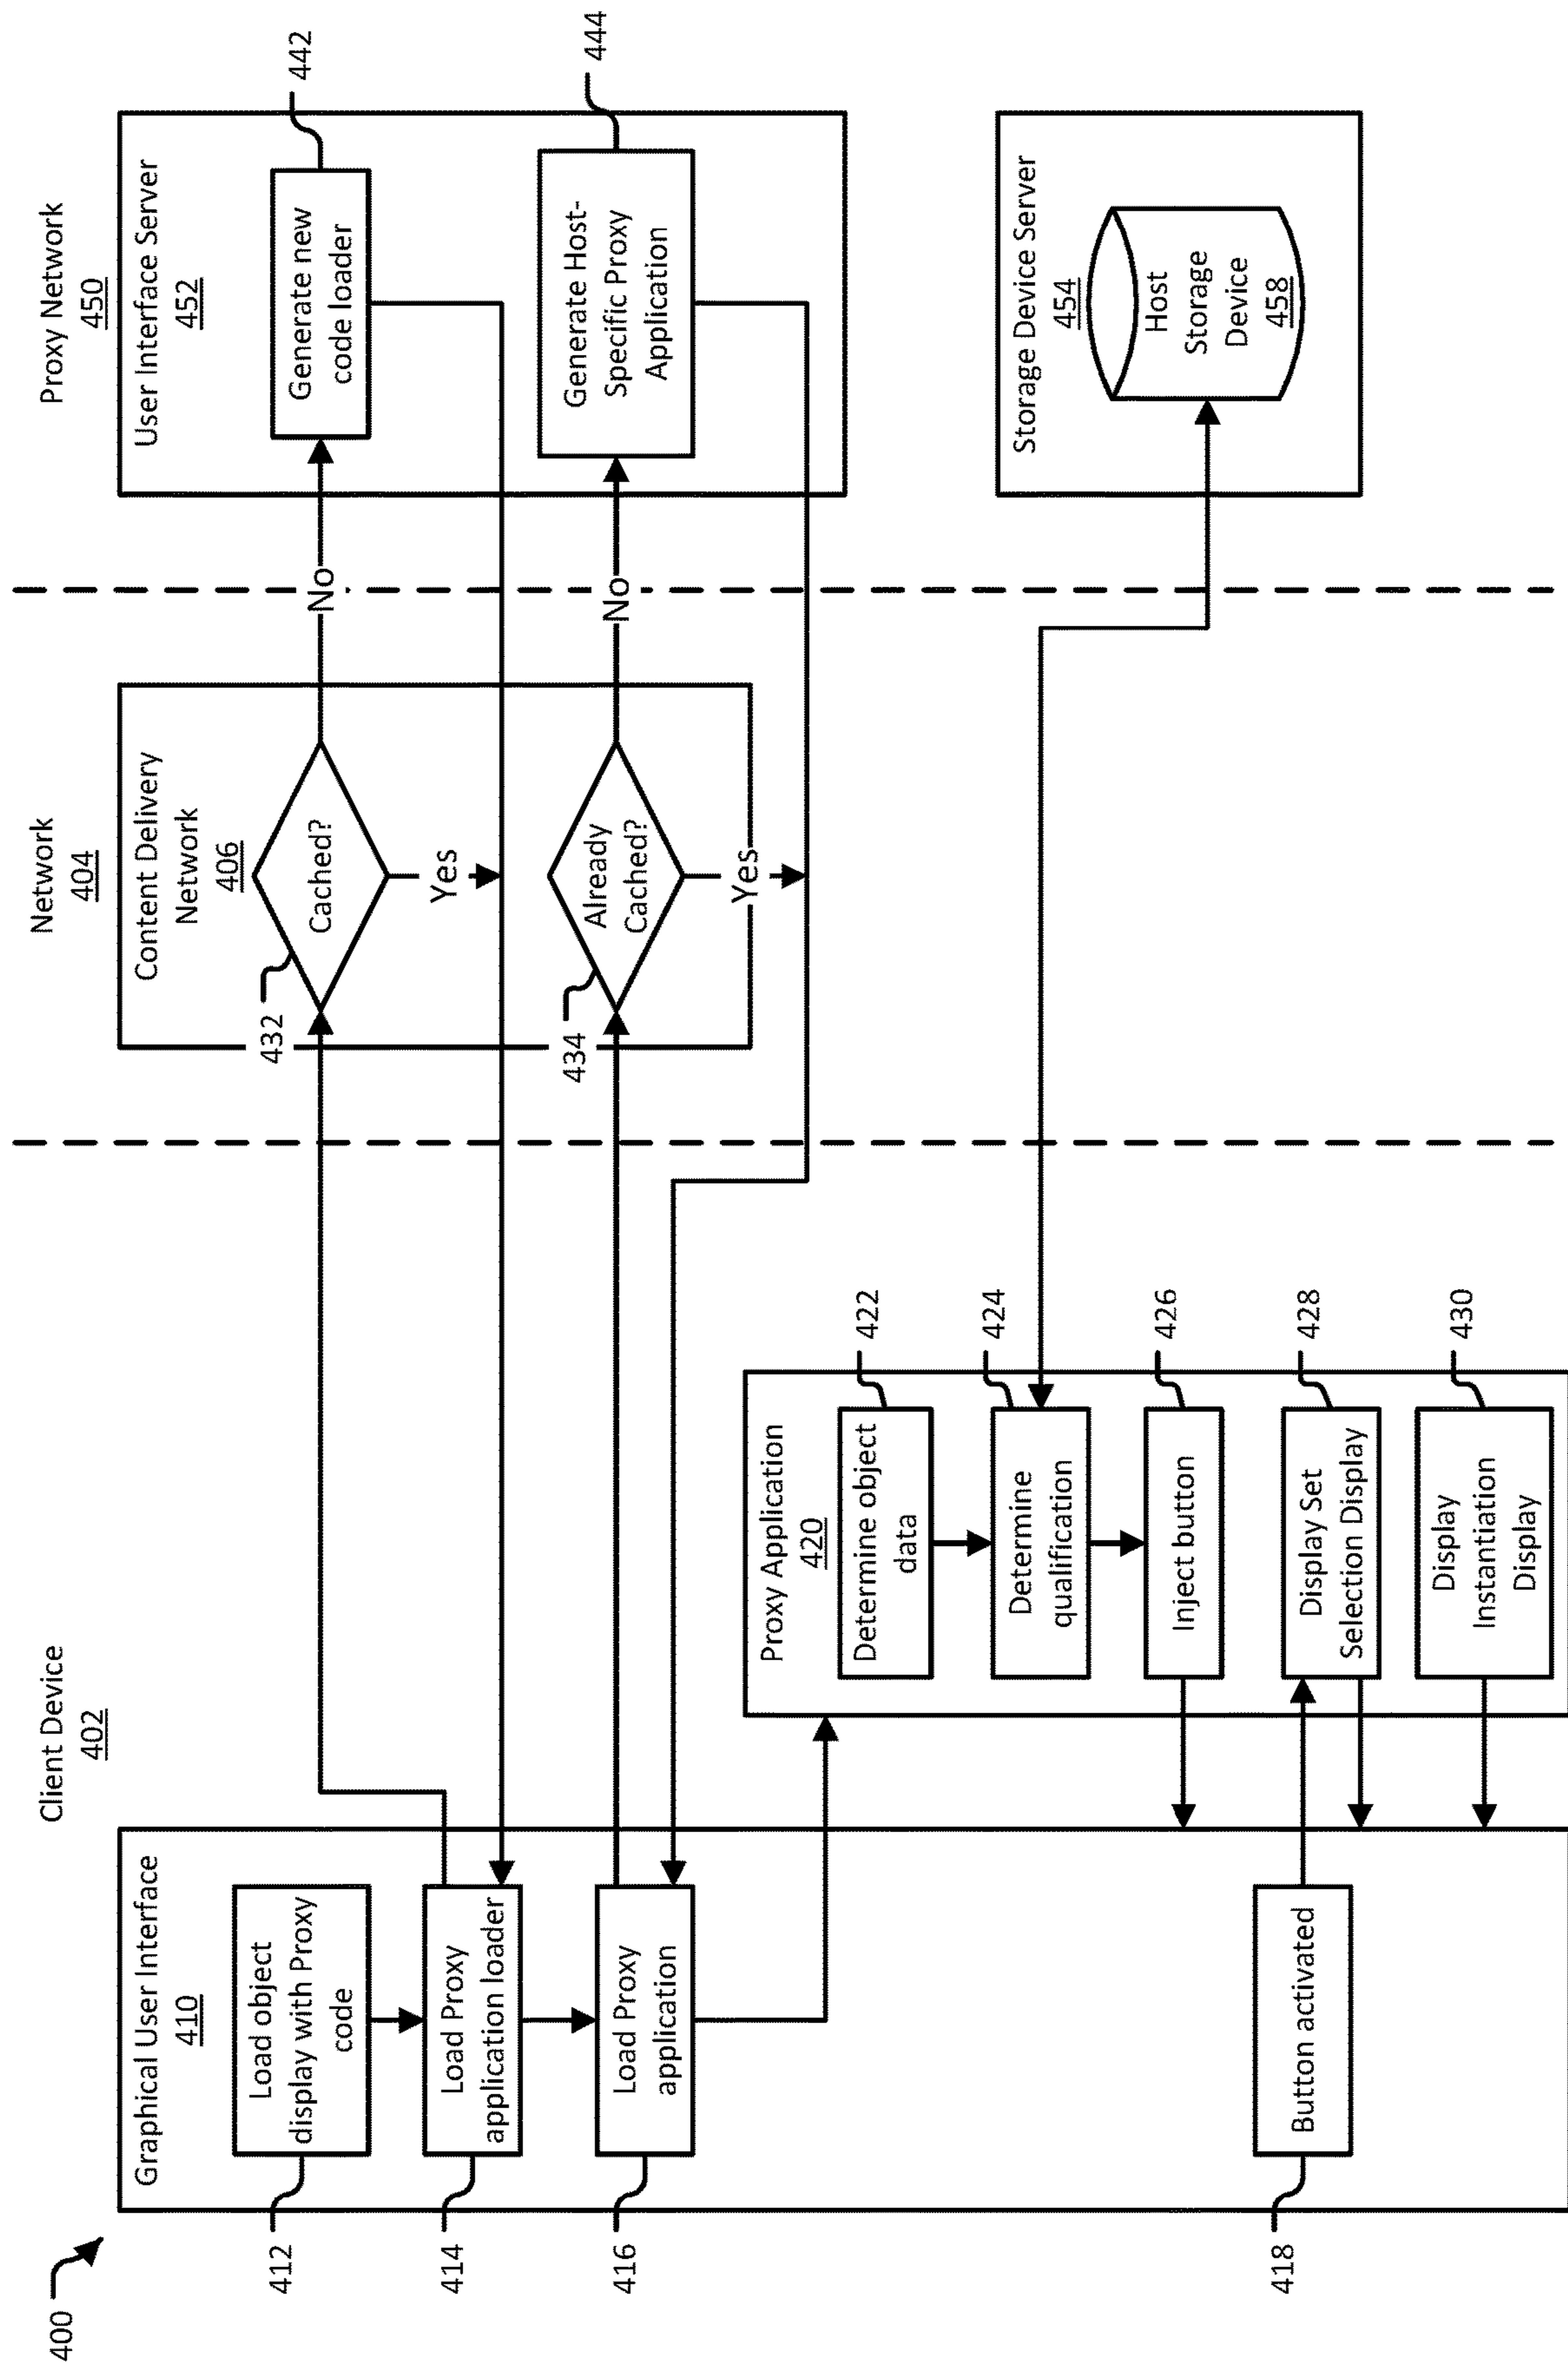 400
Client Device
402
Graphical User Interface
410
412
Load object
display with Proxy
code
414
Load Proxy
application loader
416
Load Proxy
application
418
Button activated
Proxy Application
420
Determine object
data
422
Determine
qualification
424
Inject button
426
Display Set
Selection Display
428
Display
Instantiation
Display
430
Network
404
Content Delivery
Network
406
432
Cached?
Yes
No
434
Already
Cached?
Yes
No
Proxy Network
450
User Interface Server
452
Generate new
code loader
442
Generate Host-
Specific Proxy
Application
444
Storage Device Server
454
Host
Storage
Device
458